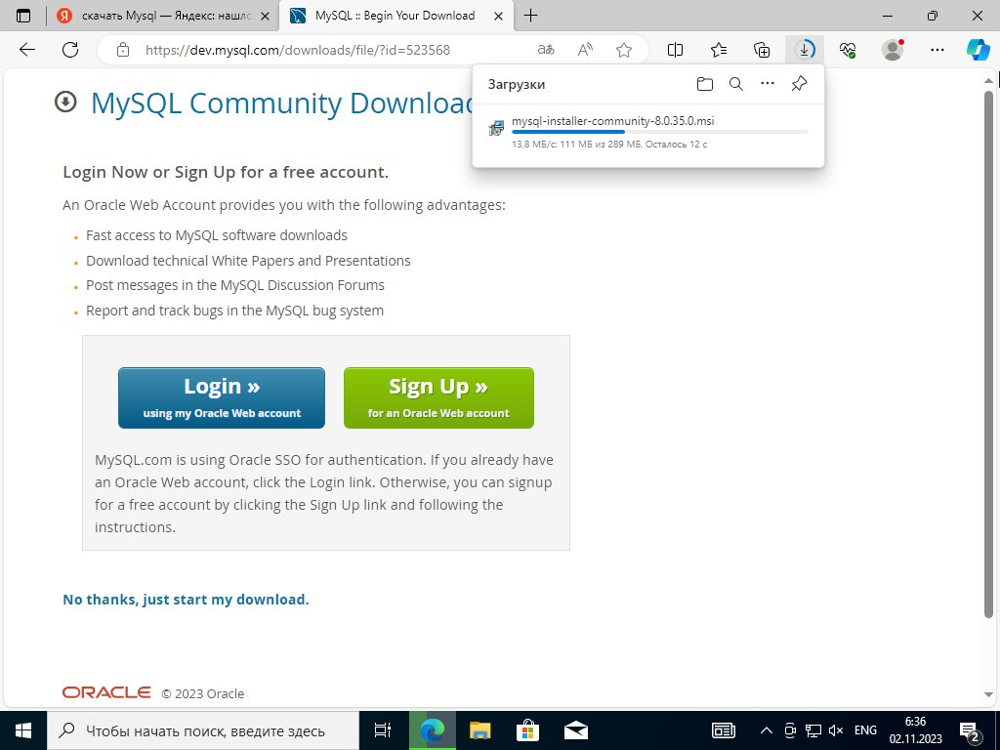 скачать Mysql — Яндекс: нашло
MySQL :: Begin Your Download
https://dev.mysql.com/downloads/file/?id=523568
Загрузки
mysql-installer-community-8.0.35.0.msi
13,8 МБ/с: 111 МБ из 289 МБ, Осталось 12 с
MySQL Community Downloa
Login Now or Sign Up for a free account.
An Oracle Web Account provides you with the following advantages:
Fast access to MySQL software downloads
Download technical White Papers and Presentations
Post messages in the MySQL Discussion Forums
Report and track bugs in the MySQL bug system
Login »
using my Oracle Web account
Sign Up »
for an Oracle Web account
MySQL.com is using Oracle SSO for authentication. If you already have
an Oracle Web account, click the Login link. Otherwise, you can signup
for a free account by clicking the Sign Up link and following the
instructions.
No thanks, just start my download.
ORACLE © 2023 Oracle
Чтобы начать поиск, введите здесь
ENG
6:36
02.11.2023
2